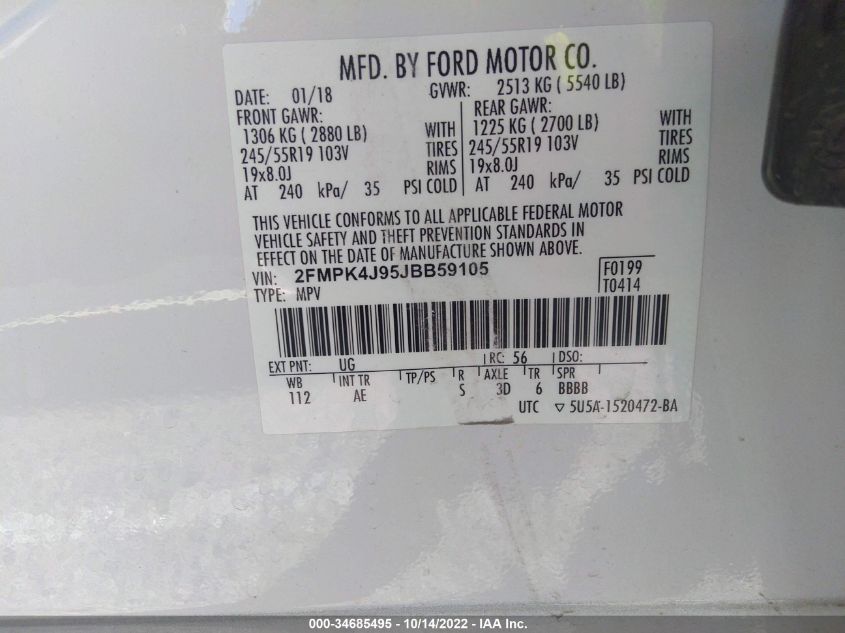 MFD. BY FORD MOTOR CO.
DATE: 01/18 GVWR: 2513 KG ( 5540 LB)
FRONT GAWR: REAR GAWR:
1306 KG ( 2880 LB) WITH 1225 KG ( 2700 LB) WITH
245/55R19 103V TIRES 245/55R19 103V TIRES
19x8.0J RIMS 19x8.0J RIMS
AT 240 kPa/ 35 PSI COLD AT 240 kPa/ 35 PSI COLD
THIS VEHICLE CONFORMS TO ALL APPLICABLE FEDERAL MOTOR
VEHICLE SAFETY AND THEFT PREVENTION STANDARDS IN
EFFECT ON THE DATE OF MANUFACTURE SHOWN ABOVE.
VIN: 2FMPK4J95JBB59105 F0199
TYPE: MPV T0414
EXT PNT: UG RC: 56 DSO:
WB INT TR TP/PS R AXLE TR SPR
112 AE S 3D 6 BBBB
UTC ▽ 5U5A-1520472-BA
000-34685495 - 10/14/2022 - IAA Inc.